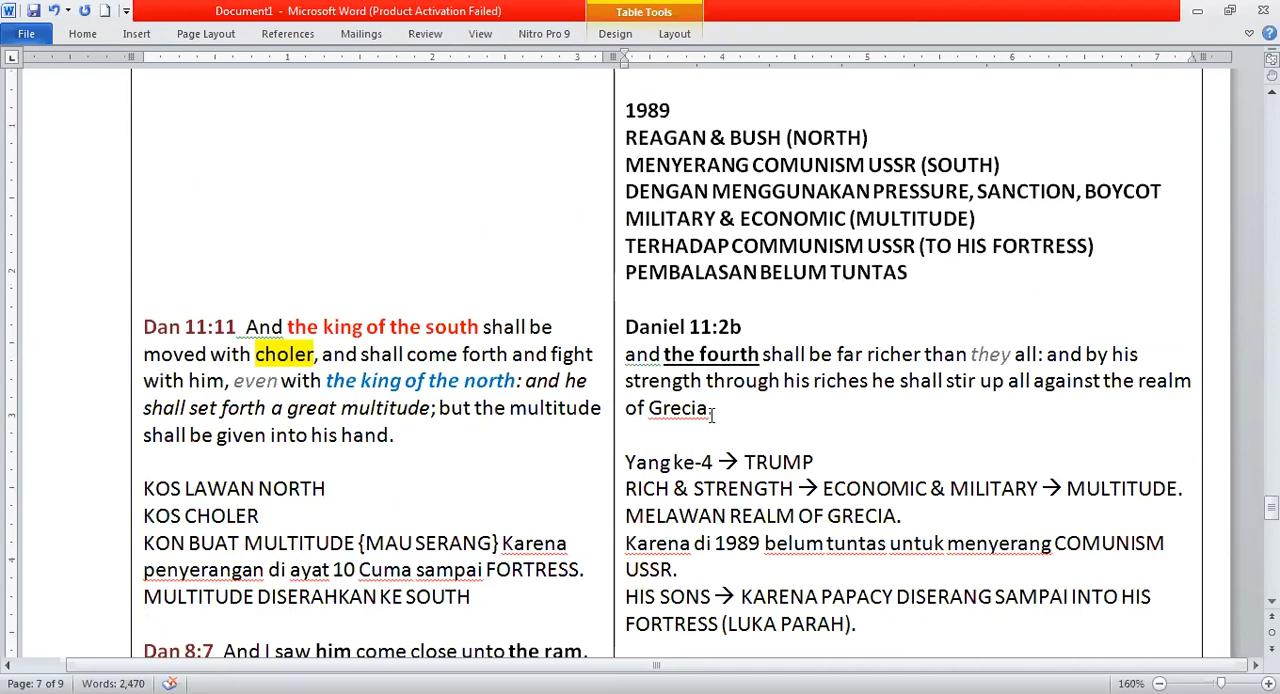 Document1 - Microsoft Word (Product Activation Failed)
Table Tools
File Home Insert Page Layout References Mailings Review View Nitro Pro 9 Design Layout
1 2 3 4 5 6 7
1989
REAGAN & BUSH (NORTH)
MENYERANG COMUNISM USSR (SOUTH)
DENGAN MENGGUNAKAN PRESSURE, SANCTION, BOYCOT
MILITARY & ECONOMIC (MULTITUDE)
TERHADAP COMMUNISM USSR (TO HIS FORTRESS)
PEMBALASAN BELUM TUNTAS
Dan 11:11 And the king of the south shall be
moved with choler, and shall come forth and fight
with him, even with the king of the north: and he
shall set forth a great multitude; but the multitude
shall be given into his hand.
KOS LAWAN NORTH
KOS CHOLER
KON BUAT MULTITUDE {MAU SERANG} Karena
penyerangan di ayat 10 Cuma sampai FORTRESS.
MULTITUDE DISERAHKAN KE SOUTH
Dan 8:7 And I saw him come close unto the ram,
Daniel 11:2b
and the fourth shall be far richer than they all: and by his
strength through his riches he shall stir up all against the realm
of Grecia.
Yang ke-4 → TRUMP
RICH & STRENGTH → ECONOMIC & MILITARY → MULTITUDE.
MELAWAN REALM OF GRECIA.
Karena di 1989 belum tuntas untuk menyerang COMUNISM
USSR.
HIS SONS → KARENA PAPACY DISERANG SAMPAI INTO HIS
FORTRESS (LUKA PARAH).
Page: 7 of 9 Words: 2,470 160%